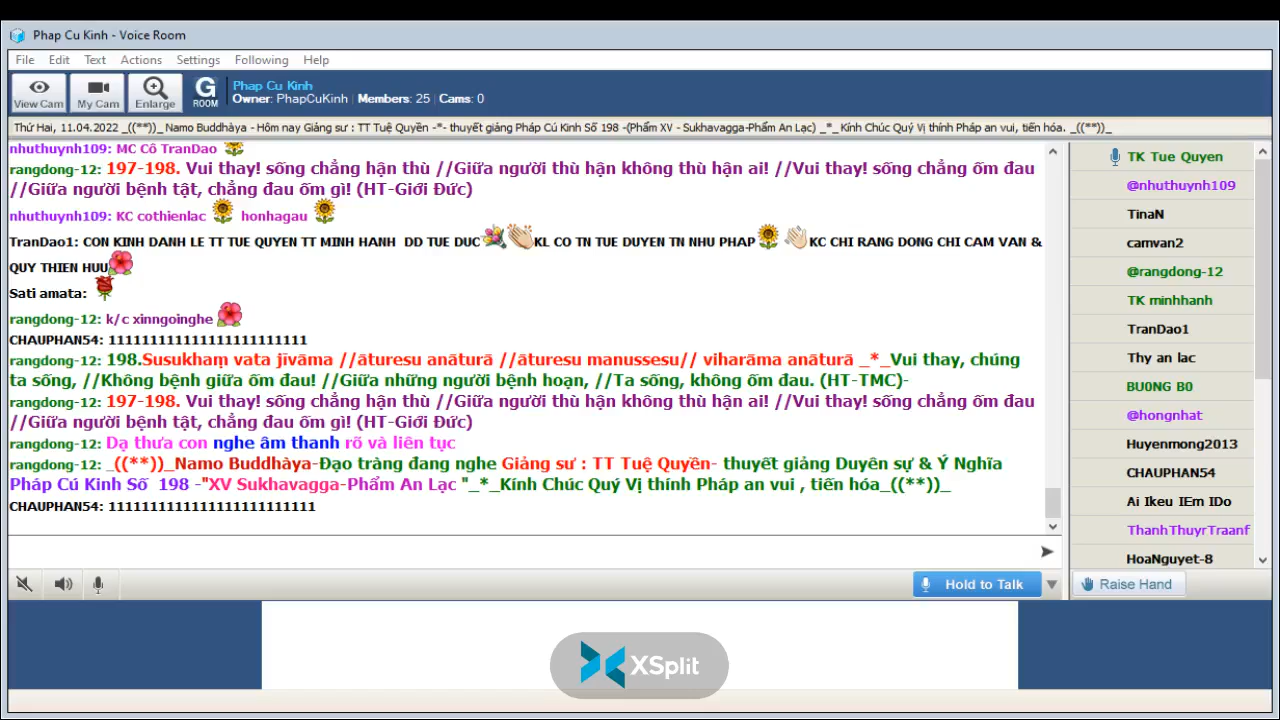 Phap Cu Kinh - Voice Room
File Edit Text Actions Settings Following Help
View Cam My Cam Enlarge G ROOM
Phap Cu Kinh
Owner: PhapCuKinh | Members: 25 | Cams: 0
Thứ Hai, 11.04.2022 _((**))_ Namo Buddhàya - Hôm nay Giảng sư : TT Tuệ Quyền -*- thuyết giảng Pháp Cú Kinh Số 198 -(Phẩm XV - Sukhavagga-Phẩm An Lạc) _*_ Kính Chúc Quý Vị thính Pháp an vui, tiến hóa. _((**))_
nhuthuynh109: MC Cô TranDao
rangdong-12: 197-198. Vui thay! sống chẳng hận thù //Giữa người thù hận không thù hận ai! //Vui thay! sống chẳng ốm đau
//Giữa người bệnh tật, chẳng đau ốm gì! (HT-Giới Đức)
nhuthuynh109: KC cothienlac honhagau
TranDao1: CON KINH DANH LE TT TUE QUYEN TT MINH HANH DD TUE DUC KL CO TN TUE DUYEN TN NHU PHAP KC CHI RANG DONG CHI CAM VAN &
QUY THIEN HUU
Sati amata:
rangdong-12: k/c xinngoinghe
CHAUPHAN54: 1111111111111111111111111
rangdong-12: 198.Susukhaṃ vata jīvāma //āturesu anāturā //āturesu manussesu// viharāma anāturā _*_Vui thay, chúng
ta sống, //Không bệnh giữa ốm đau! //Giữa những người bệnh hoạn, //Ta sống, không ốm đau. (HT-TMC)-
rangdong-12: 197-198. Vui thay! sống chẳng hận thù //Giữa người thù hận không thù hận ai! //Vui thay! sống chẳng ốm đau
//Giữa người bệnh tật, chẳng đau ốm gì! (HT-Giới Đức)
rangdong-12: Dạ thưa con nghe âm thanh rõ và liên tục
rangdong-12: _((**))_Namo Buddhàya-Đạo tràng đang nghe Giảng sư : TT Tuệ Quyền- thuyết giảng Duyên sự & Ý Nghĩa
Pháp Cú Kinh Số 198 -"XV Sukhavagga-Phẩm An Lạc "_*_Kính Chúc Quý Vị thính Pháp an vui , tiến hóa_((**))_
CHAUPHAN54: 11111111111111111111111111
TK Tue Quyen
@nhuthuynh109
TinaN
camvan2
@rangdong-12
TK minhhanh
TranDao1
Thy an lac
BU0NG B0
@hongnhat
Huyenmong2013
CHAUPHAN54
Ai Ikeu IEm IDo
ThanhThuyrTraanf
HoaNguyet-8
Hold to Talk
Raise Hand
XSplit